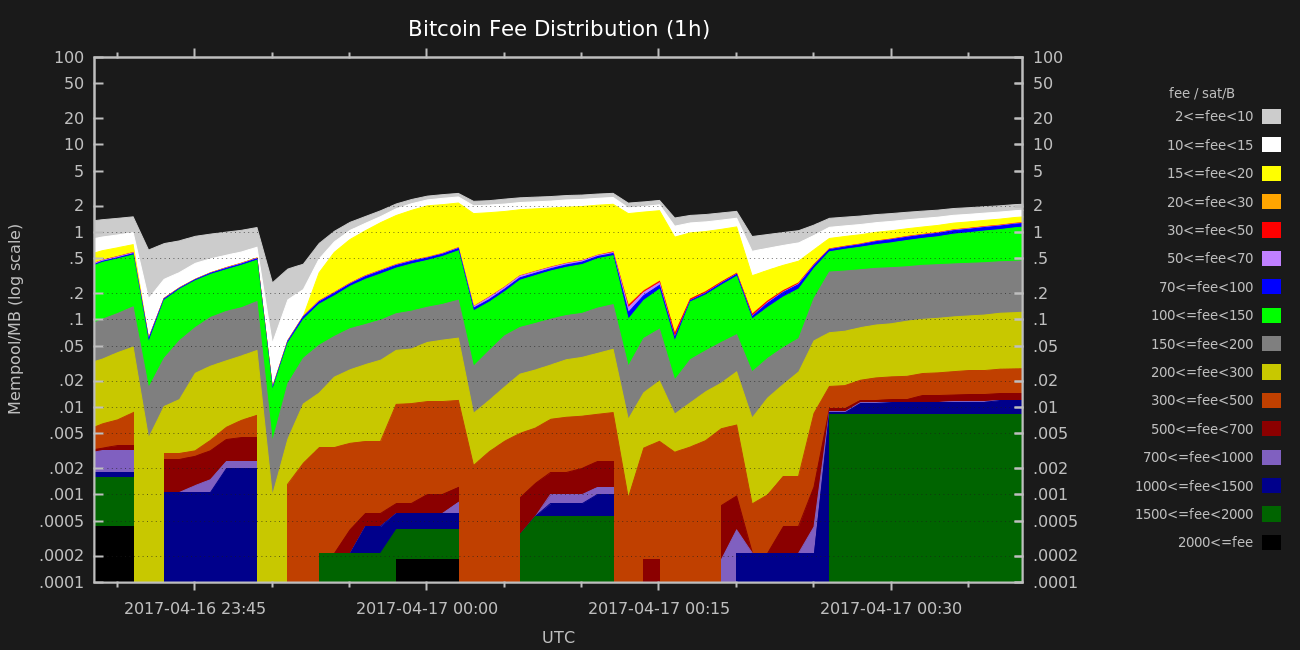 Bitcoin Fee Distribution (1h)
100
50
20
10
5
2
1
.5
.2
.1
.05
.02
.01
.005
.002
.001
.0005
.0002
.0001
Mempool/MB (log scale)
100
50
20
10
5
2
1
.5
.2
.1
.05
.02
.01
.005
.002
.001
.0005
.0002
.0001
2017-04-16 23:45
2017-04-17 00:00
2017-04-17 00:15
2017-04-17 00:30
UTC
fee / sat/B
2<=fee<10
10<=fee<15
15<=fee<20
20<=fee<30
30<=fee<50
50<=fee<70
70<=fee<100
100<=fee<150
150<=fee<200
200<=fee<300
300<=fee<500
500<=fee<700
700<=fee<1000
1000<=fee<1500
1500<=fee<2000
2000<=fee